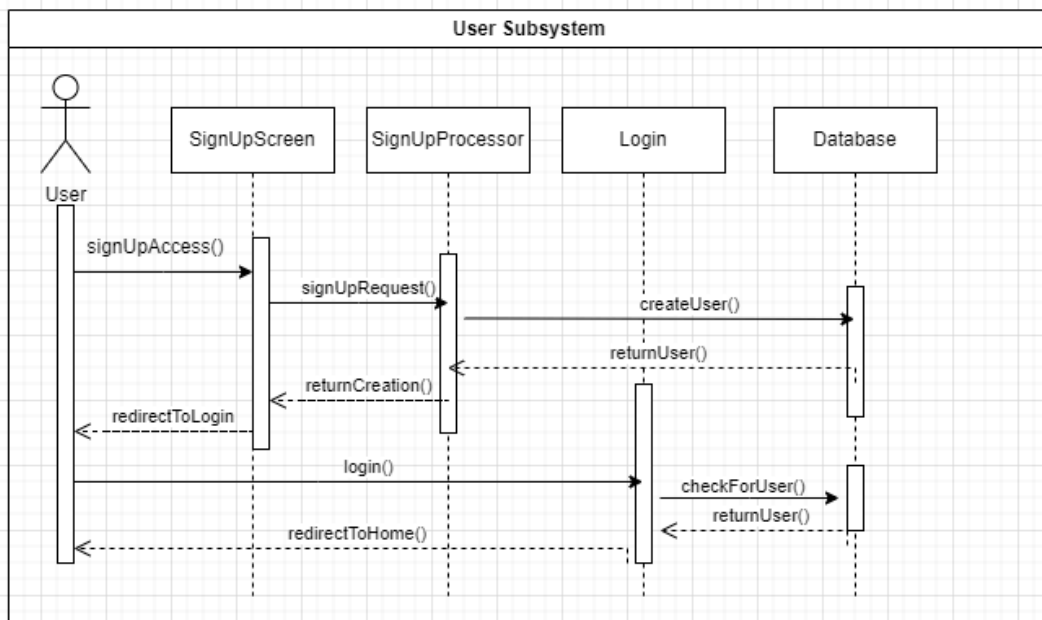 User Subsystem
SignUpScreen
SignUpProcessor
Login
Database
User
signUpAccess()
signUpRequest()
createUser()
returnUser()
returnCreation()
redirectToLogin
login()
checkForUser()
returnUser()
redirectToHome()